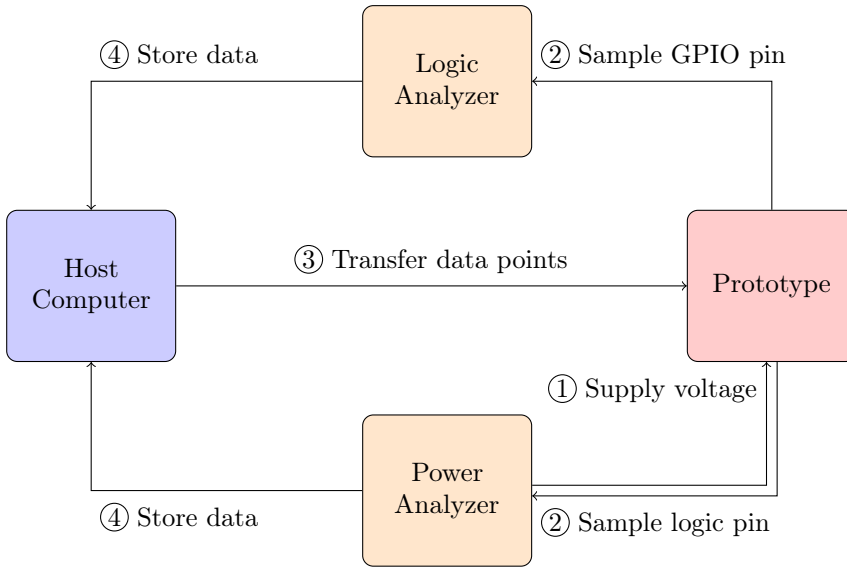 ④ Store data
Logic
Analyzer
② Sample GPIO pin
Host
Computer
③ Transfer data points
Prototype
① Supply voltage
Power
Analyzer
④ Store data
② Sample logic pin